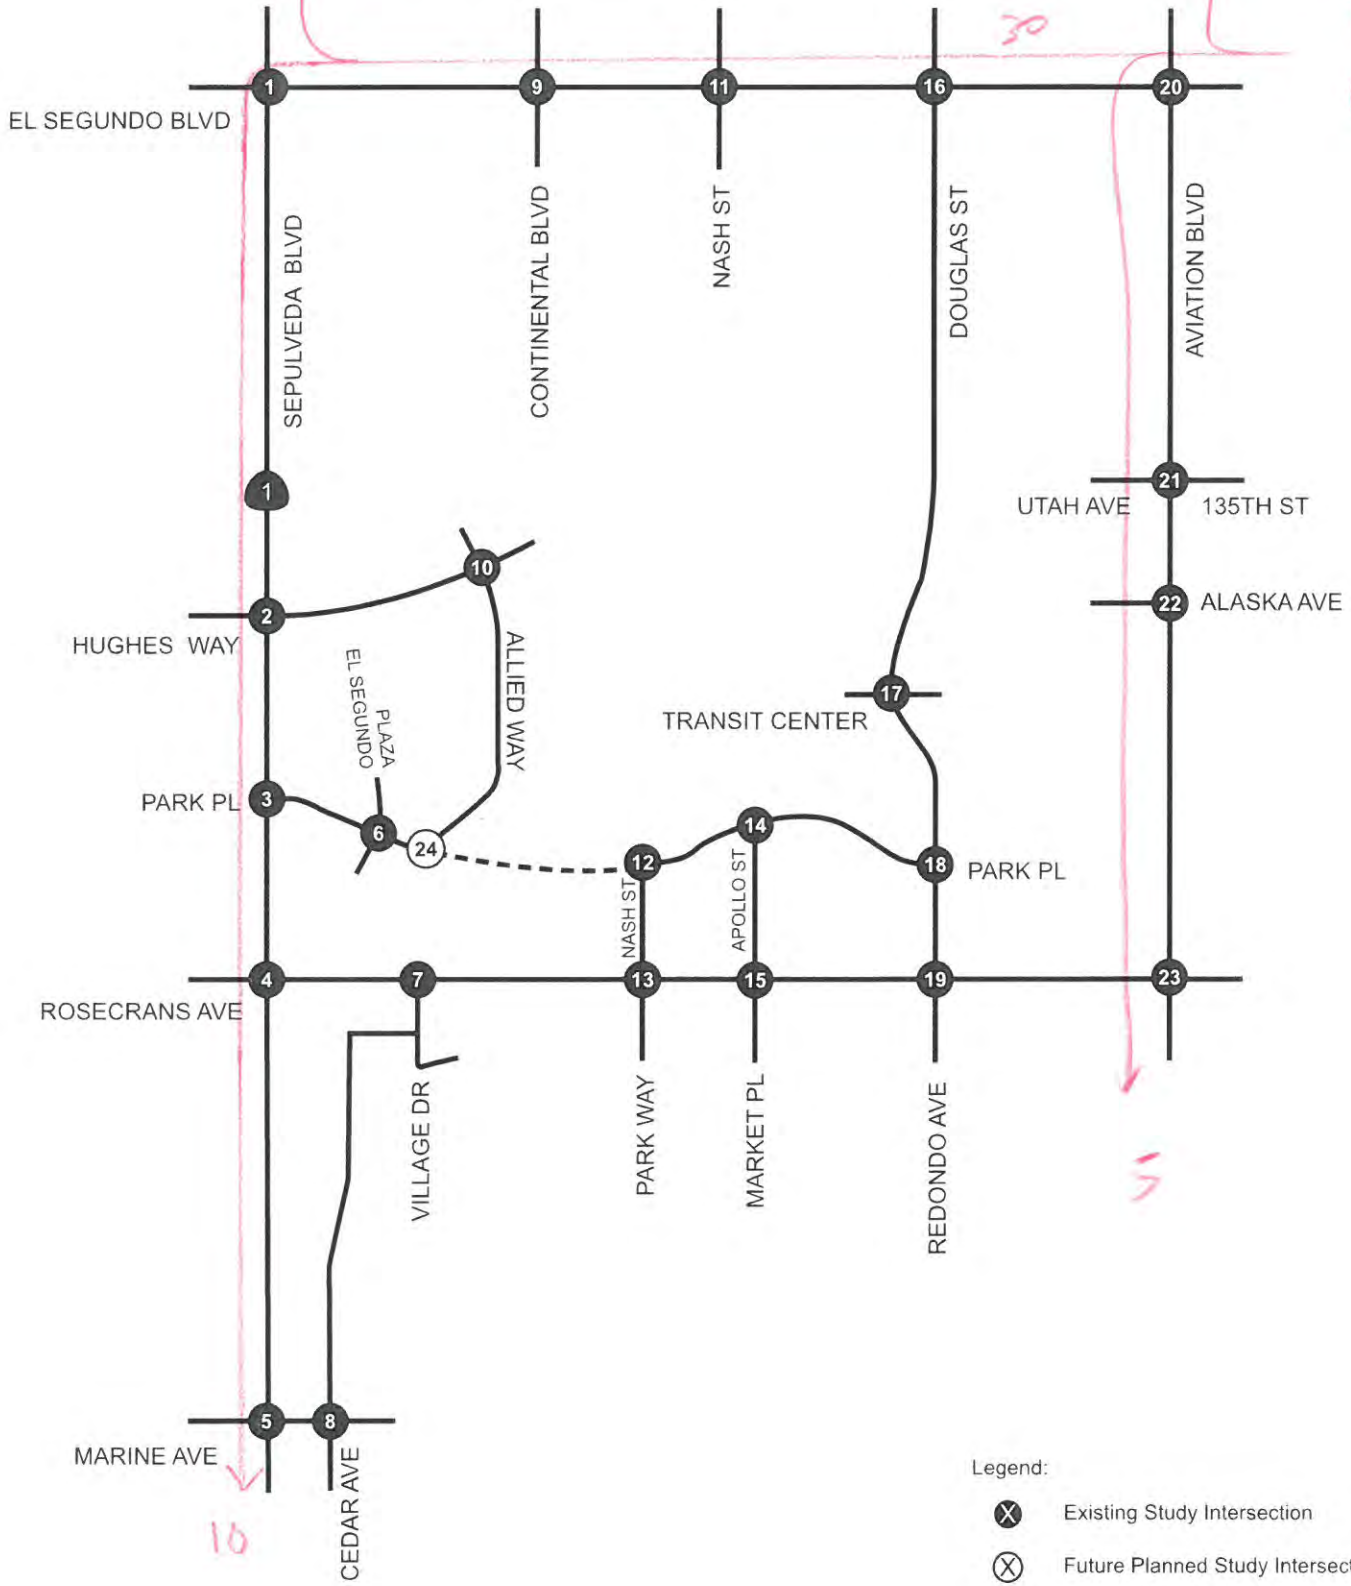 30
1
9
11
16
20
EL SEGUNDO BLVD
SEPULVEDA BLVD
CONTINENTAL BLVD
NASH ST
DOUGLAS ST
AVIATION BLVD
1
21
UTAH AVE
135TH ST
10
2
22
ALASKA AVE
HUGHES WAY
ALLIED WAY
PLAZA
EL SEGUNDO
17
TRANSIT CENTER
3
PARK PL
6
24
12
14
18
PARK PL
NASH ST
APOLLO ST
4
7
13
15
19
23
ROSECRANS AVE
VILLAGE DR
PARK WAY
MARKET PL
REDONDO AVE
5
8
MARINE AVE
CEDAR AVE
10
Legend:
X Existing Study Intersection
X Future Planned Study Intersect